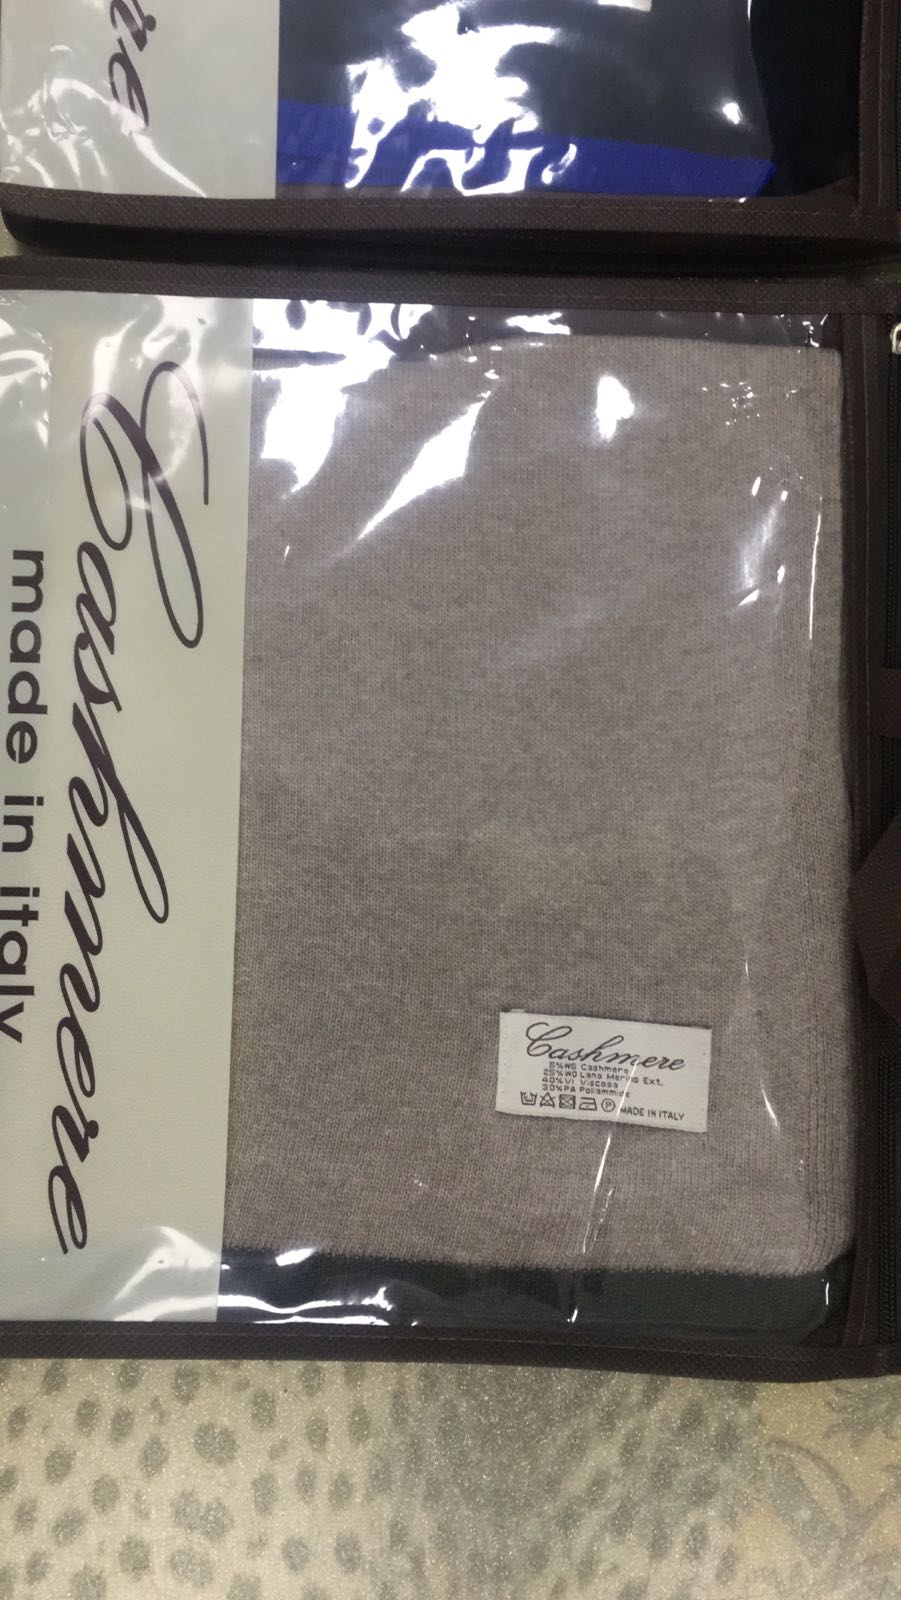 re
Cashmere
made in italy
Cashmere
5%WS Cashmere
25%WO Lana Merino Ext.
40%VI Viscosa
30%PA Poliammide
P MADE IN ITALY